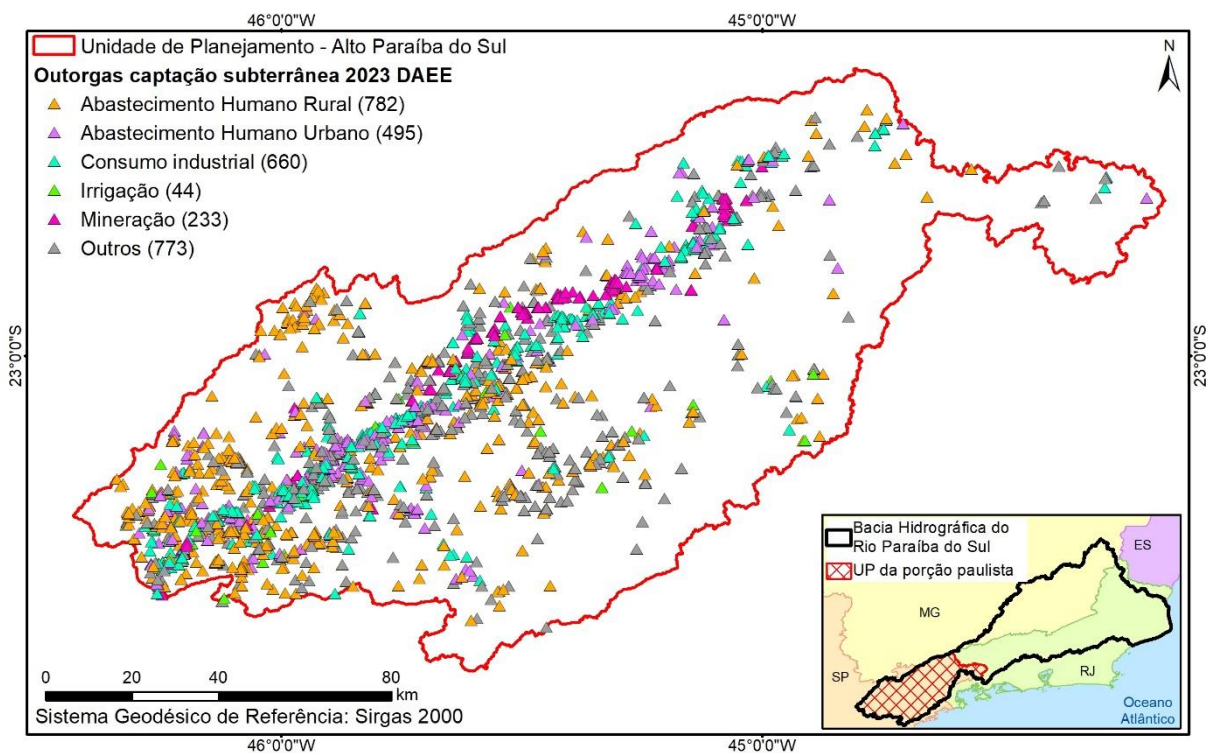 46°0'0"W
45°0'0"W
Unidade de Planejamento - Alto Paraíba do Sul
Outorgas captação subterrânea 2023 DAEE
Abastecimento Humano Rural (782)
Abastecimento Humano Urbano (495)
Consumo industrial (660)
Irrigação (44)
Mineração (233)
Outros (773)
N
23°0'0"S
23°0'0"S
Bacia Hidrográfica do
Rio Paraíba do Sul
UP da porção paulista
ES
MG
SP
RJ
Oceano
Atlântico
0 20 40 80
km
Sistema Geodésico de Referência: Sirgas 2000
46°0'0"W
45°0'0"W